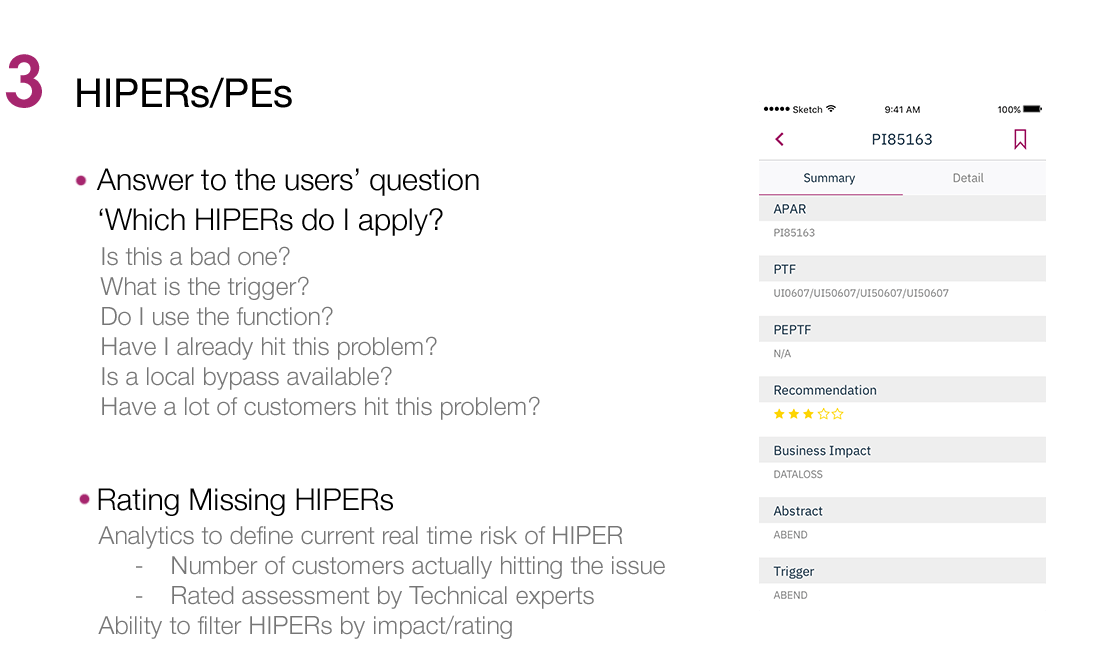 3 HIPERs/PEs
• Answer to the users’ question
‘Which HIPERs do I apply?
Is this a bad one?
What is the trigger?
Do I use the function?
Have I already hit this problem?
Is a local bypass available?
Have a lot of customers hit this problem?
• Rating Missing HIPERs
Analytics to define current real time risk of HIPER
- Number of customers actually hitting the issue
- Rated assessment by Technical experts
Ability to filter HIPERs by impact/rating
Sketch 9:41 AM 100%
PI85163
Summary Detail
APAR
PI85163
PTF
UI0607/UI50607/UI50607/UI50607
PEPTF
N/A
Recommendation
Business Impact
DATALOSS
Abstract
ABEND
Trigger
ABEND